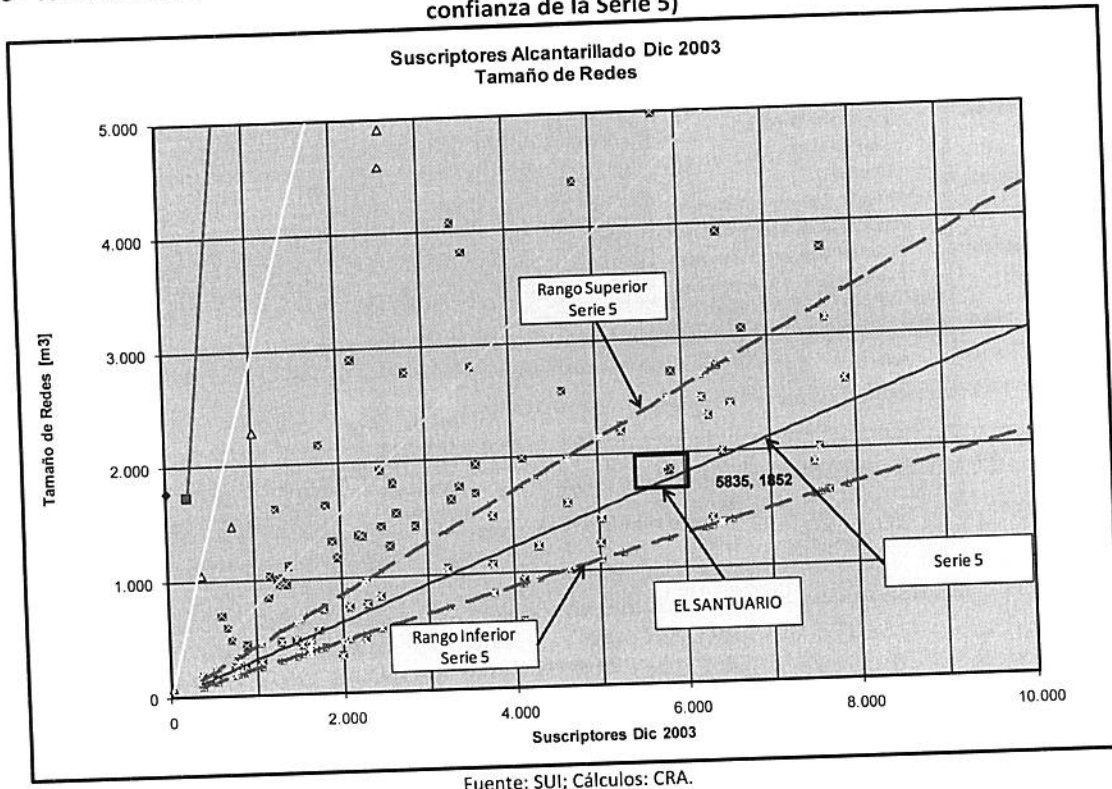 confianza de la Serie 5)
Suscriptores Alcantarillado Dic 2003
Tamaño de Redes
5.000
4.000
3.000
2.000
1.000
0
Tamaño de Redes [m3]
Rango Superior
Serie 5
5835, 1852
Serie 5
EL SANTUARIO
Rango Inferior
Serie 5
0
2.000
4.000
6.000
8.000
10.000
Suscriptores Dic 2003
Fuente: SUI; Cálculos: CRA.